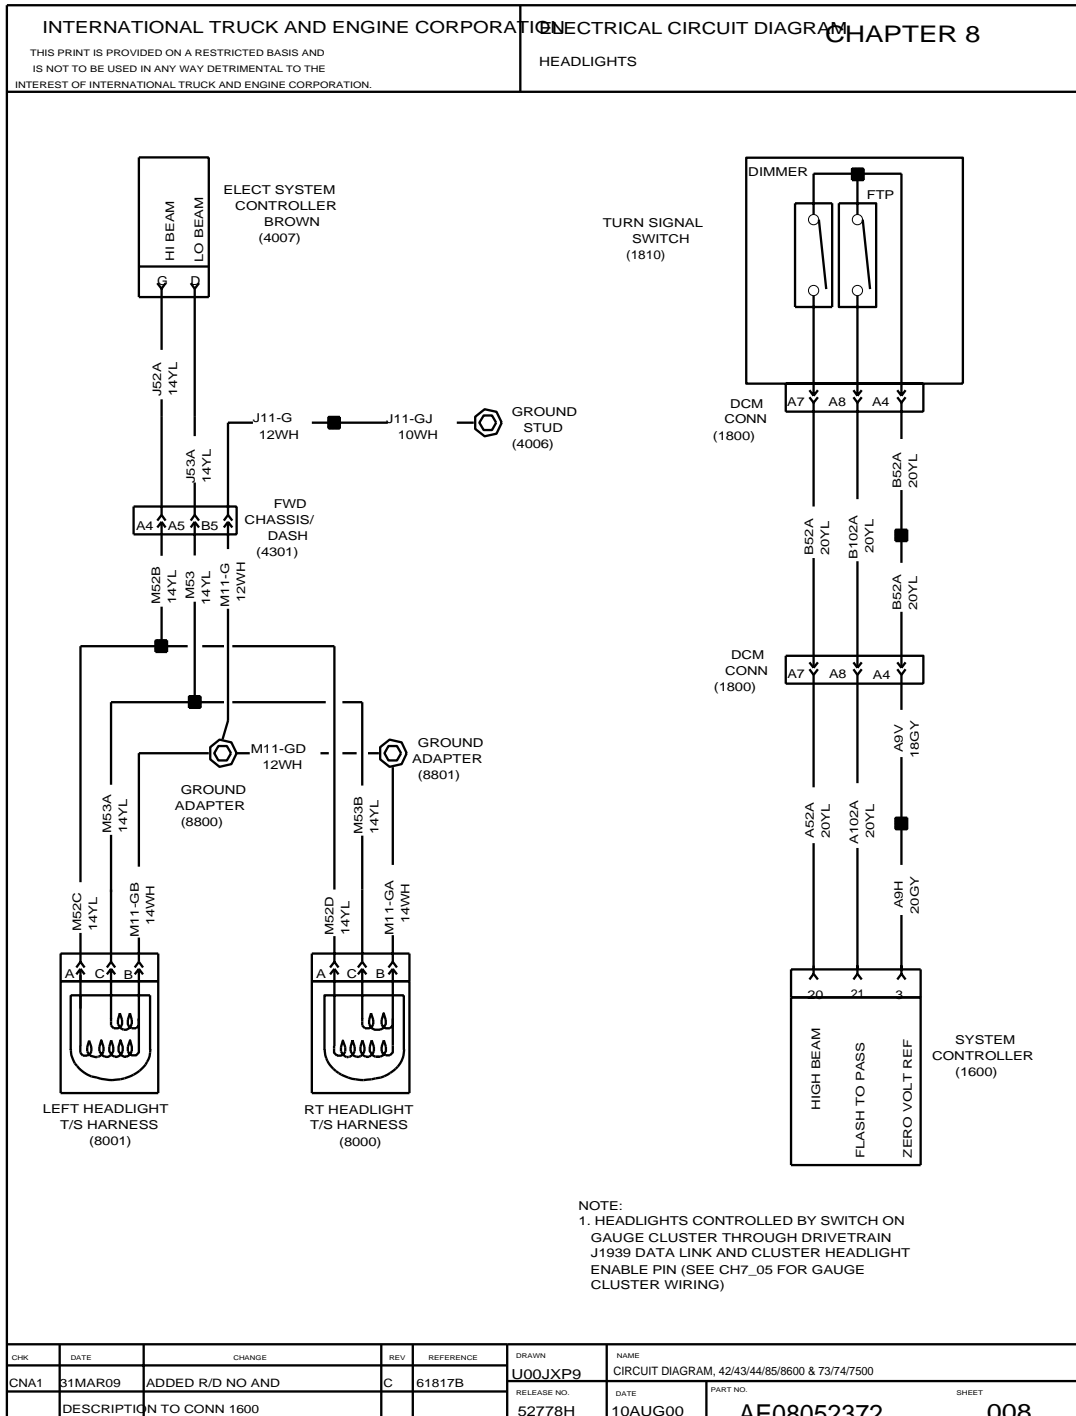 INTERNATIONAL TRUCK AND ENGINE CORPORATION
THIS PRINT IS PROVIDED ON A RESTRICTED BASIS AND
IS NOT TO BE USED IN ANY WAY DETRIMENTAL TO THE
INTEREST OF INTERNATIONAL TRUCK AND ENGINE CORPORATION.
ELECTRICAL CIRCUIT DIAGRAM
CHAPTER 8
HEADLIGHTS
HI BEAM
LO BEAM
G D
ELECT SYSTEM
CONTROLLER
BROWN
(4007)
J52A
14YL
J53A
14YL
J11-G
12WH
J11-GJ
10WH
GROUND
STUD
(4006)
A4 A5 B5
FWD
CHASSIS/
DASH
(4301)
M52B
14YL
M53
14YL
M11-G
12WH
M11-GD
12WH
GROUND
ADAPTER
(8800)
GROUND
ADAPTER
(8801)
M53A
14YL
M53B
14YL
M52C
14YL
M11-GB
14WH
M52D
14YL
M11-GA
14WH
A C B
A C B
LEFT HEADLIGHT
T/S HARNESS
(8001)
RT HEADLIGHT
T/S HARNESS
(8000)
DIMMER
FTP
TURN SIGNAL
SWITCH
(1810)
DCM
CONN
(1800)
A7 A8 A4
B52A
20YL
B52A
20YL
B102A
20YL
B52A
20YL
DCM
CONN
(1800)
A7 A8 A4
A9V
18GY
A52A
20YL
A102A
20YL
A9H
20GY
20 21 3
HIGH BEAM
FLASH TO PASS
ZERO VOLT REF
SYSTEM
CONTROLLER
(1600)
NOTE:
1. HEADLIGHTS CONTROLLED BY SWITCH ON
GAUGE CLUSTER THROUGH DRIVETRAIN
J1939 DATA LINK AND CLUSTER HEADLIGHT
ENABLE PIN (SEE CH7_05 FOR GAUGE
CLUSTER WIRING)
CHK DATE CHANGE REV REFERENCE
CNA1 31MAR09 ADDED R/D NO AND C 61817B
DESCRIPTION TO CONN 1600
DRAWN
U00JXP9
NAME
CIRCUIT DIAGRAM, 42/43/44/85/8600 & 73/74/7500
RELEASE NO.
52778H
DATE
10AUG00
PART NO.
AE08052372
SHEET
008